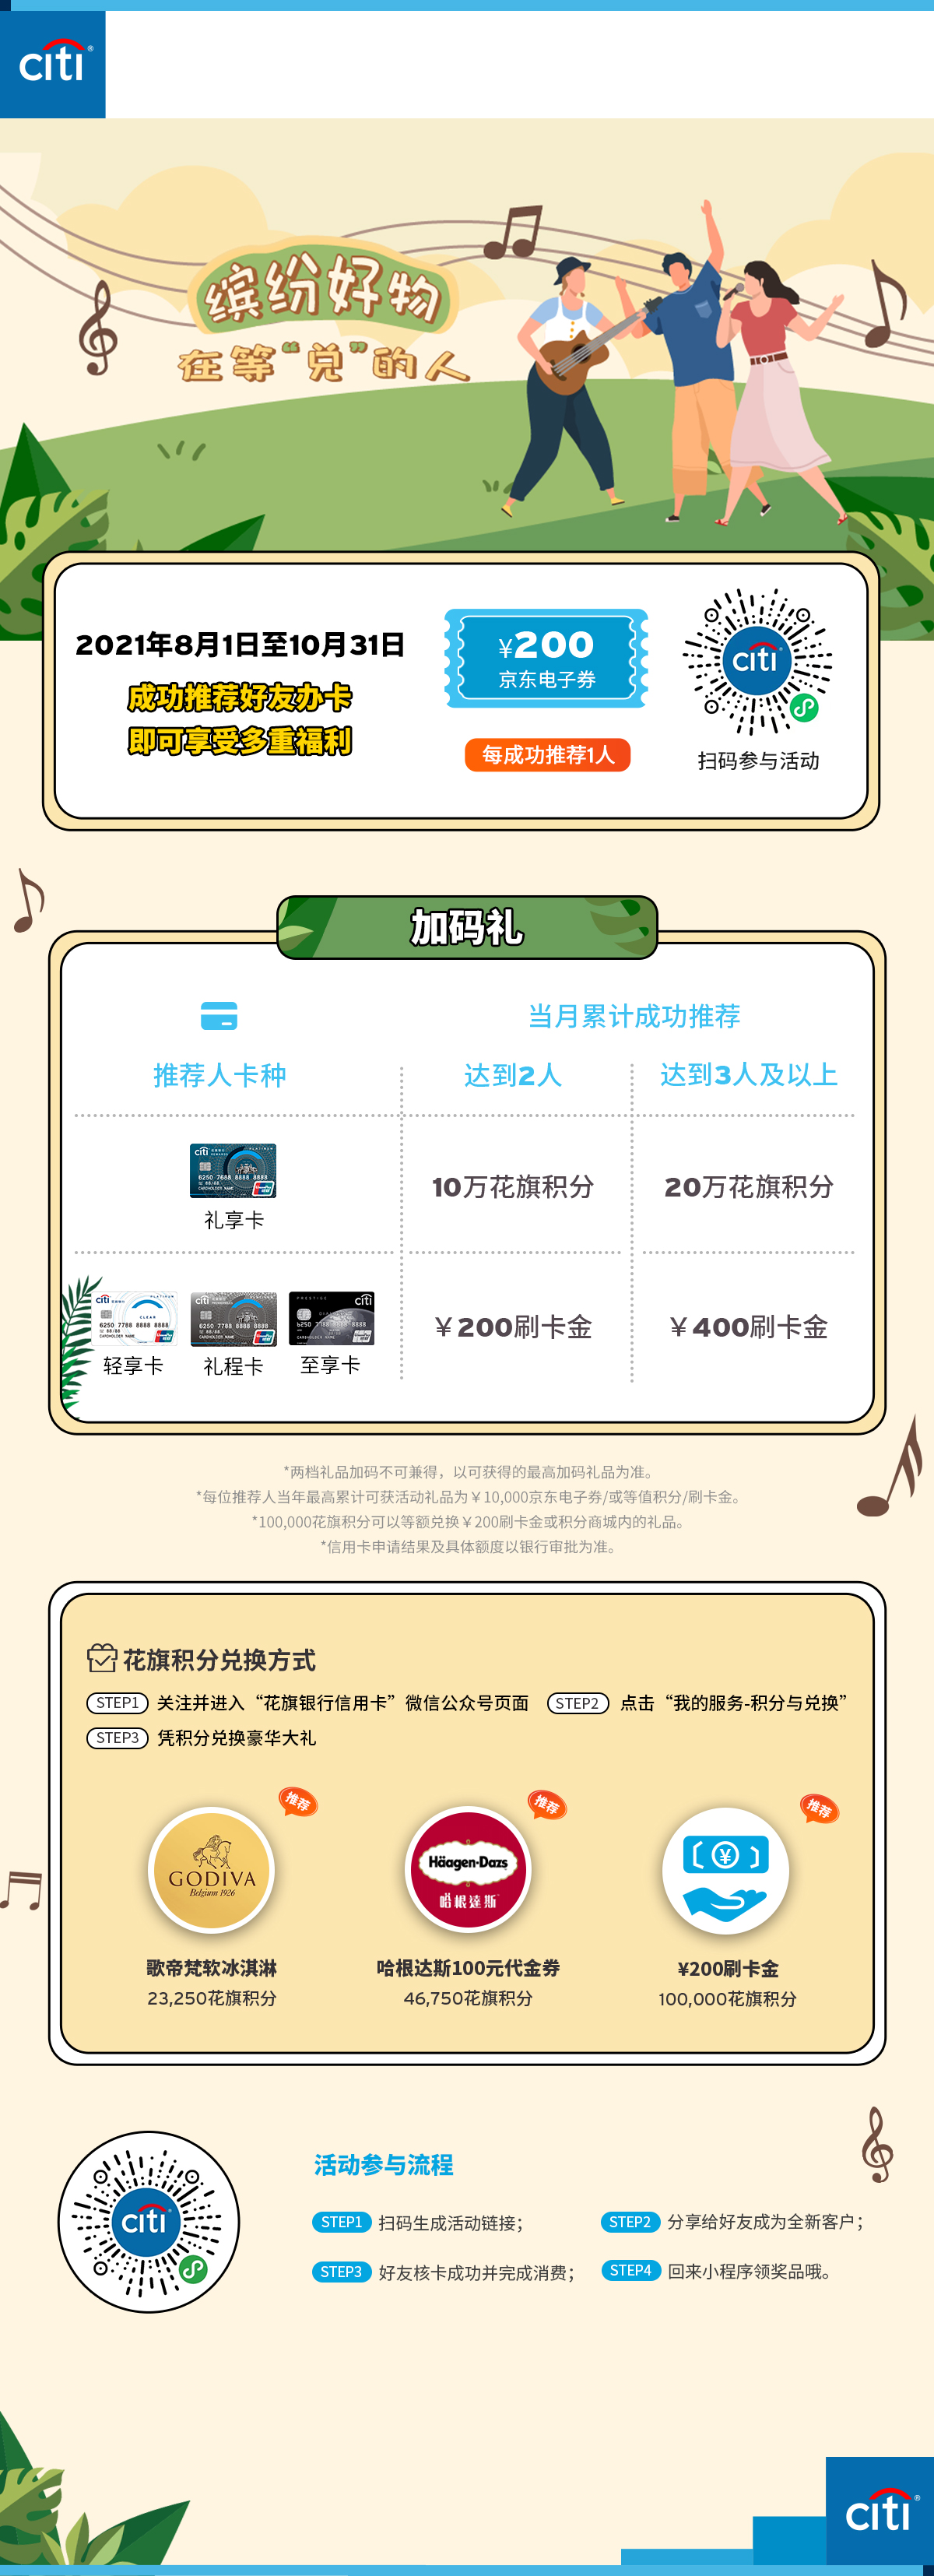 citi®
缤纷好物
在等“兑”的人
2021年8月1日至10月31日
成功推荐好友办卡
即可享受多重福利
¥200
京东电子券
每成功推荐1人
citi
扫码参与活动
加码礼
当月累计成功推荐
推荐人卡种
达到2人
达到3人及以上
礼享卡
10万花旗积分
20万花旗积分
轻享卡
礼程卡
至享卡
￥200刷卡金
￥400刷卡金
*两档礼品加码不可兼得，以可获得的最高加码礼品为准。
*每位推荐人当年最高累计可获活动礼品为￥10,000京东电子券/或等值积分/刷卡金。
*100,000花旗积分可以等额兑换￥200刷卡金或积分商城内的礼品。
*信用卡申请结果及具体额度以银行审批为准。
花旗积分兑换方式
STEP1 关注并进入“花旗银行信用卡”微信公众号页面 STEP2 点击“我的服务-积分与兑换”
STEP3 凭积分兑换豪华大礼
推荐
推荐
推荐
GODIVA
Belgium 1926
Häagen-Dazs
哈根達斯
¥
歌帝梵软冰淇淋
23,250花旗积分
哈根达斯100元代金券
46,750花旗积分
¥200刷卡金
100,000花旗积分
citi
活动参与流程
STEP1 扫码生成活动链接；
STEP2 分享给好友成为全新客户；
STEP3 好友核卡成功并完成消费；
STEP4 回来小程序领奖品哦。
citi®